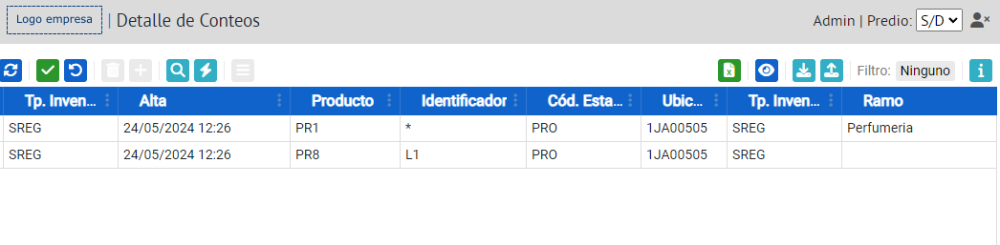 Logo empresa | Detalle de Conteos
Admin | Predio: S/D
Filtro: Ninguno
Tp. Inven... Alta Producto Identificador Cód. Esta... Ubic... Tp. Inven... Ramo
SREG 24/05/2024 12:26 PR1 * PRO 1JA00505 SREG Perfumeria
SREG 24/05/2024 12:26 PR8 L1 PRO 1JA00505 SREG